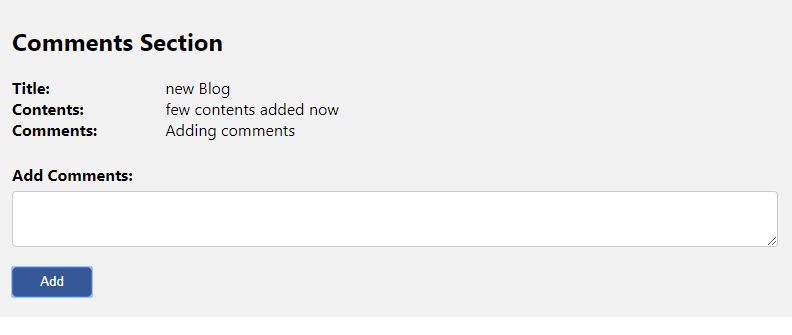 Comments Section
Title: new Blog
Contents: few contents added now
Comments: Adding comments
Add Comments:
Add